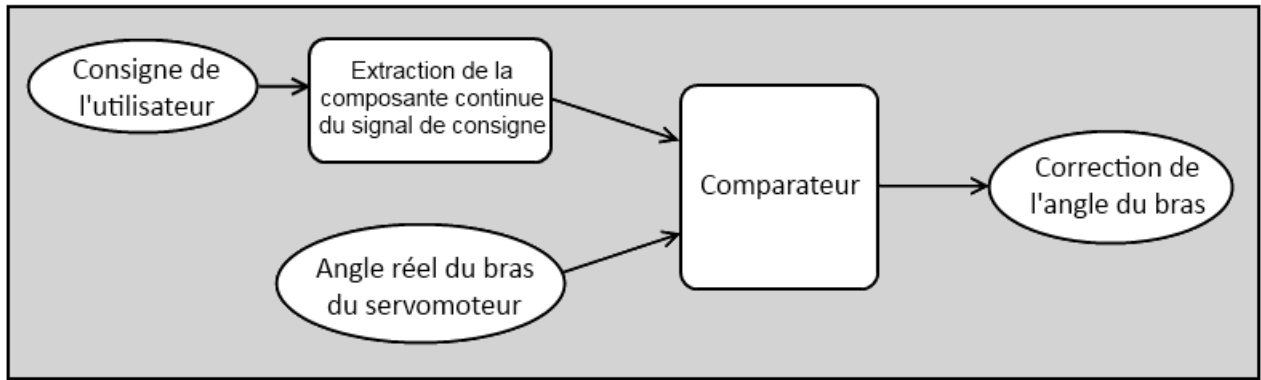 Consigne de
l'utilisateur
Extraction de la
composante continue
du signal de consigne
Comparateur
Angle réel du bras
du servomoteur
Correction de
l'angle du bras